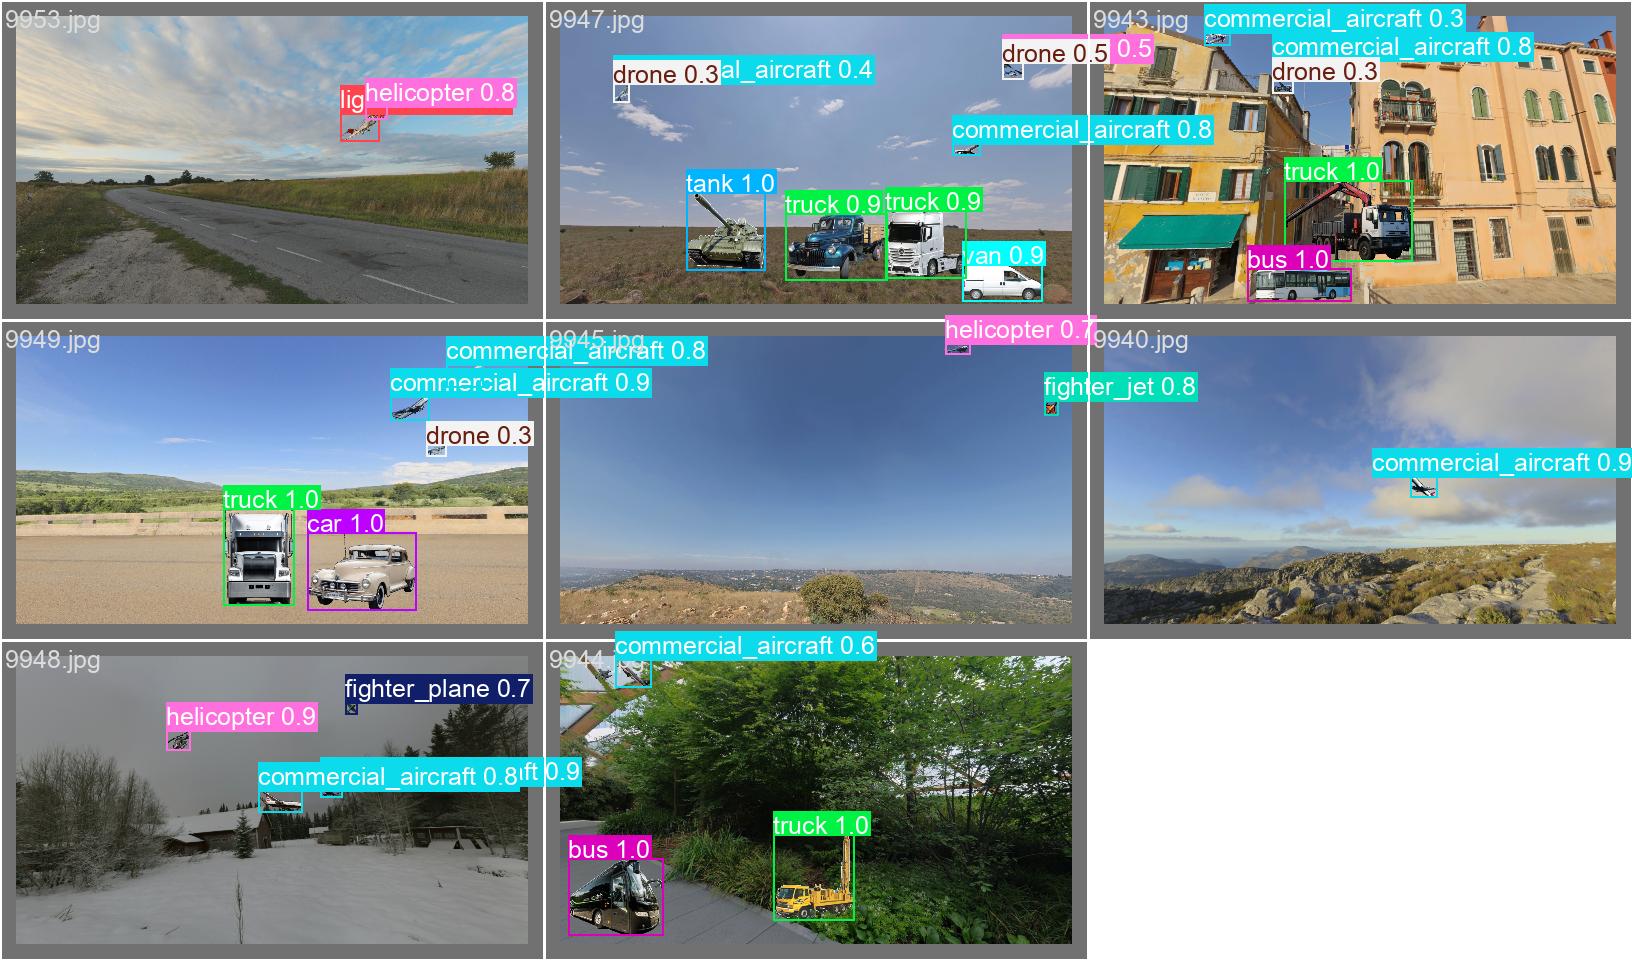 9953.jpg
lig
helicopter 0.8
9947.jpg
drone 0.3
al_aircraft 0.4
drone 0.5
0.5
commercial_aircraft 0.8
tank 1.0
truck 0.9
truck 0.9
van 0.9
9943.jpg
commercial_aircraft 0.3
commercial_aircraft 0.8
drone 0.3
truck 1.0
bus 1.0
9949.jpg
commercial_aircraft 0.8
commercial_aircraft 0.9
drone 0.3
truck 1.0
car 1.0
9945.jpg
helicopter 0.7
fighter_jet 0.8
9940.jpg
commercial_aircraft 0.9
9948.jpg
fighter_plane 0.7
helicopter 0.9
commercial_aircraft 0.8
ft 0.9
9944.jpg
commercial_aircraft 0.6
bus 1.0
truck 1.0